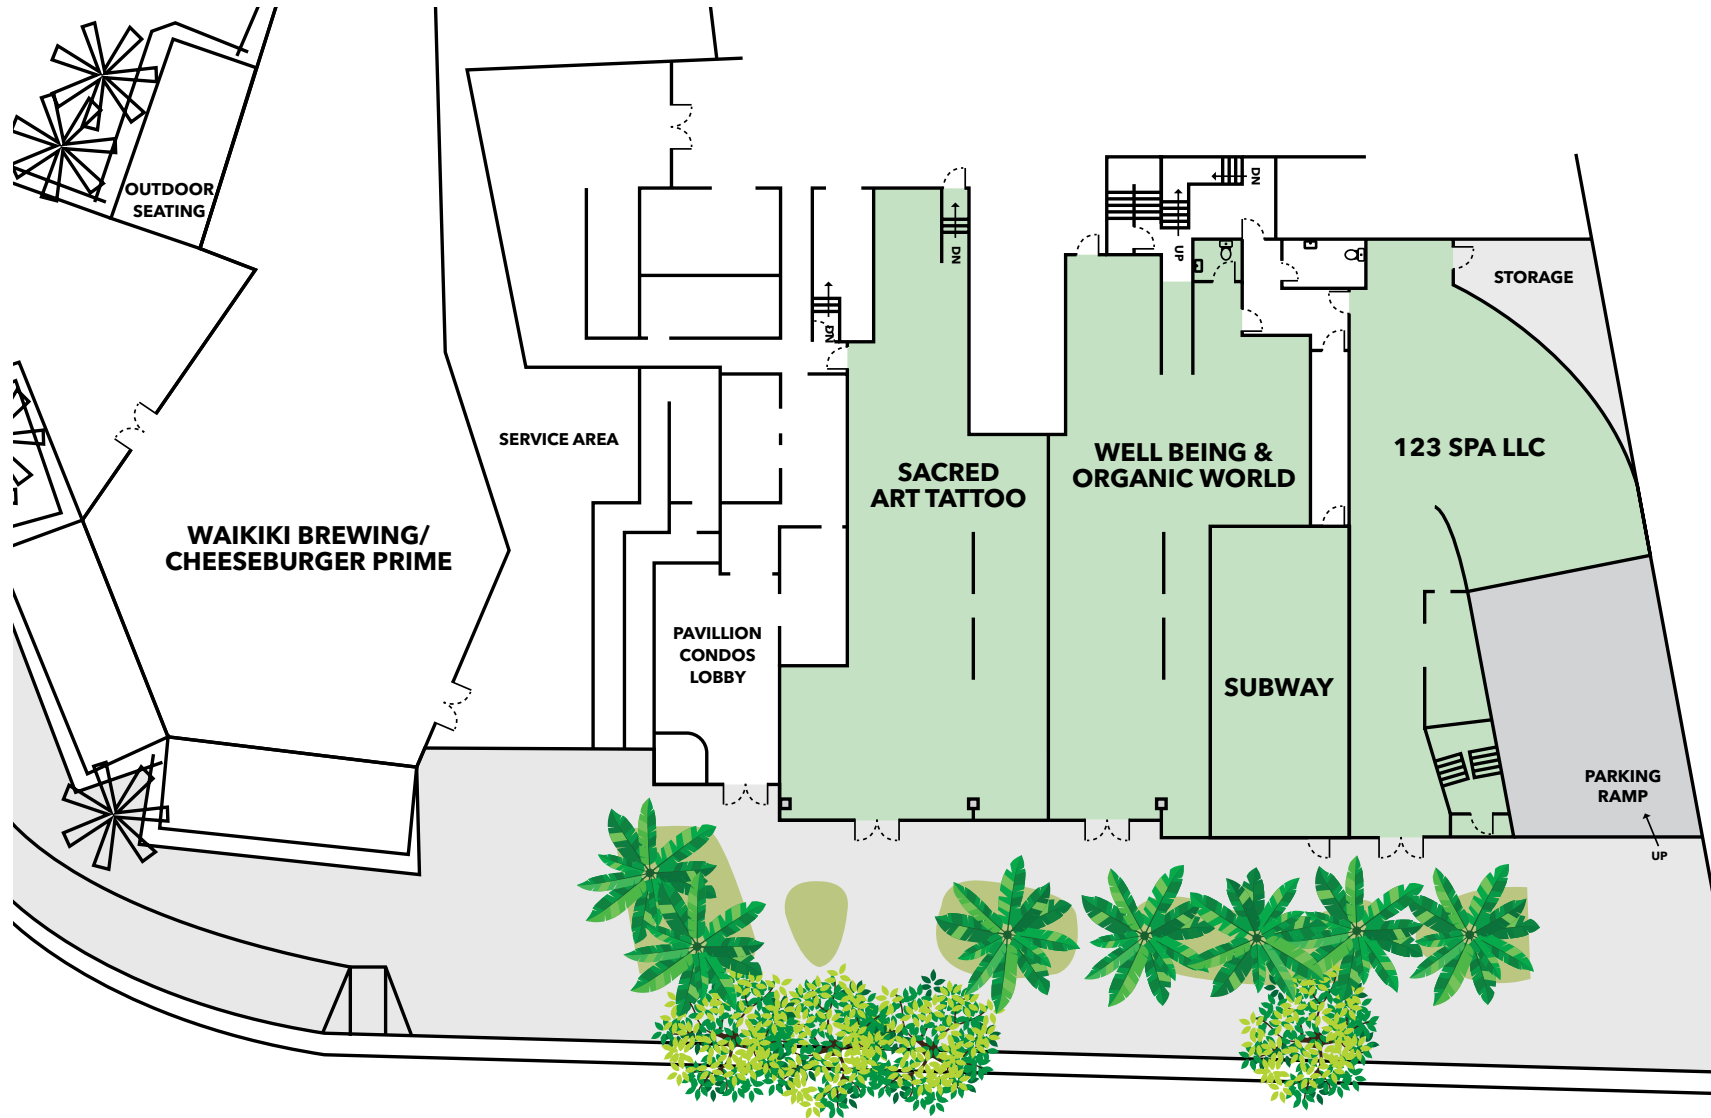 OUTDOOR
SEATING
DN
DN
UP
DN
DN
STORAGE
SERVICE AREA
WAIKIKI BREWING/
CHEESEBURGER PRIME
SACRED
ART TATTOO
WELL BEING &
ORGANIC WORLD
123 SPA LLC
PAVILLION
CONDOS
LOBBY
SUBWAY
PARKING
RAMP
UP